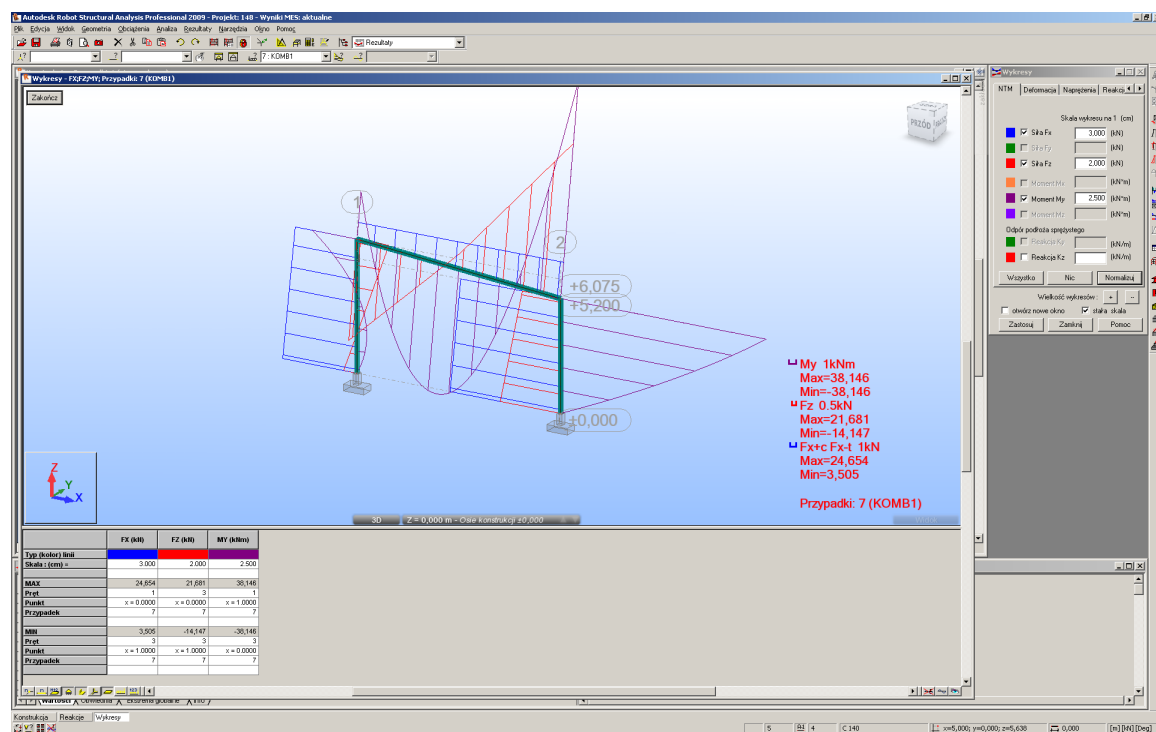 Autodesk Robot Structural Analysis Professional 2009 - Projekt: 148 - Wyniki MES: aktualne
Plik Edycja Widok Geometria Obciążenia Analiza Rezultaty Narzędzia Okno Pomoc
Rezultaty
7 : KOMB1
Wykresy - FX;FZ;MY; Przypadki: 7 (KOMB1)
Zakończ
PRZÓD
1
2
+6,075
+5,200
±0,000
My 1kNm
Max=38,146
Min=-38,146
Fz 0.5kN
Max=21,681
Min=-14,147
Fx+c Fx-t 1kN
Max=24,654
Min=3,505
Przypadki: 7 (KOMB1)
Z
Y
X
3D
Z = 0,000 m - Osie konstrukcji ±0,000
Wykresy
NTM Deformacja Naprężenia Reakcje
Skala wykresu na 1 (cm)
Siła Fx 3.000 (kN)
Siła Fy (kN)
Siła Fz 2.000 (kN)
Moment Mx (kN*m)
Moment My 2.500 (kN*m)
Moment Mz (kN*m)
Odpór podłoża sprężystego
Reakcja Ky (kN/m)
Reakcja Kz (kN/m)
Wszystko Nic Normalizuj
Wielkość wykresów : + -
otwórz nowe okno stała skala
Zastosuj Zamknij Pomoc
FX (kN) FZ (kN) MY (kNm)
Typ (kolor) linii
Skala : (cm) = 3.000 2.000 2.500
MAX 24,654 21,681 38,146
Pręt 1 3 1
Punkt x = 0.0000 x = 0.0000 x = 1.0000
Przypadek 7 7 7
MIN 3,505 -14,147 -38,146
Pręt 3 3 3
Punkt x = 1.0000 x = 1.0000 x = 0.0000
Przypadek 7 7 7
Wartości Obwiednia Ekstrema globalne Info
Konstrukcja Reakcje Wykresy
5 4 C 140 x=5,000; y=0,000; z=5,638 0,000 [m] [kN] [Deg]